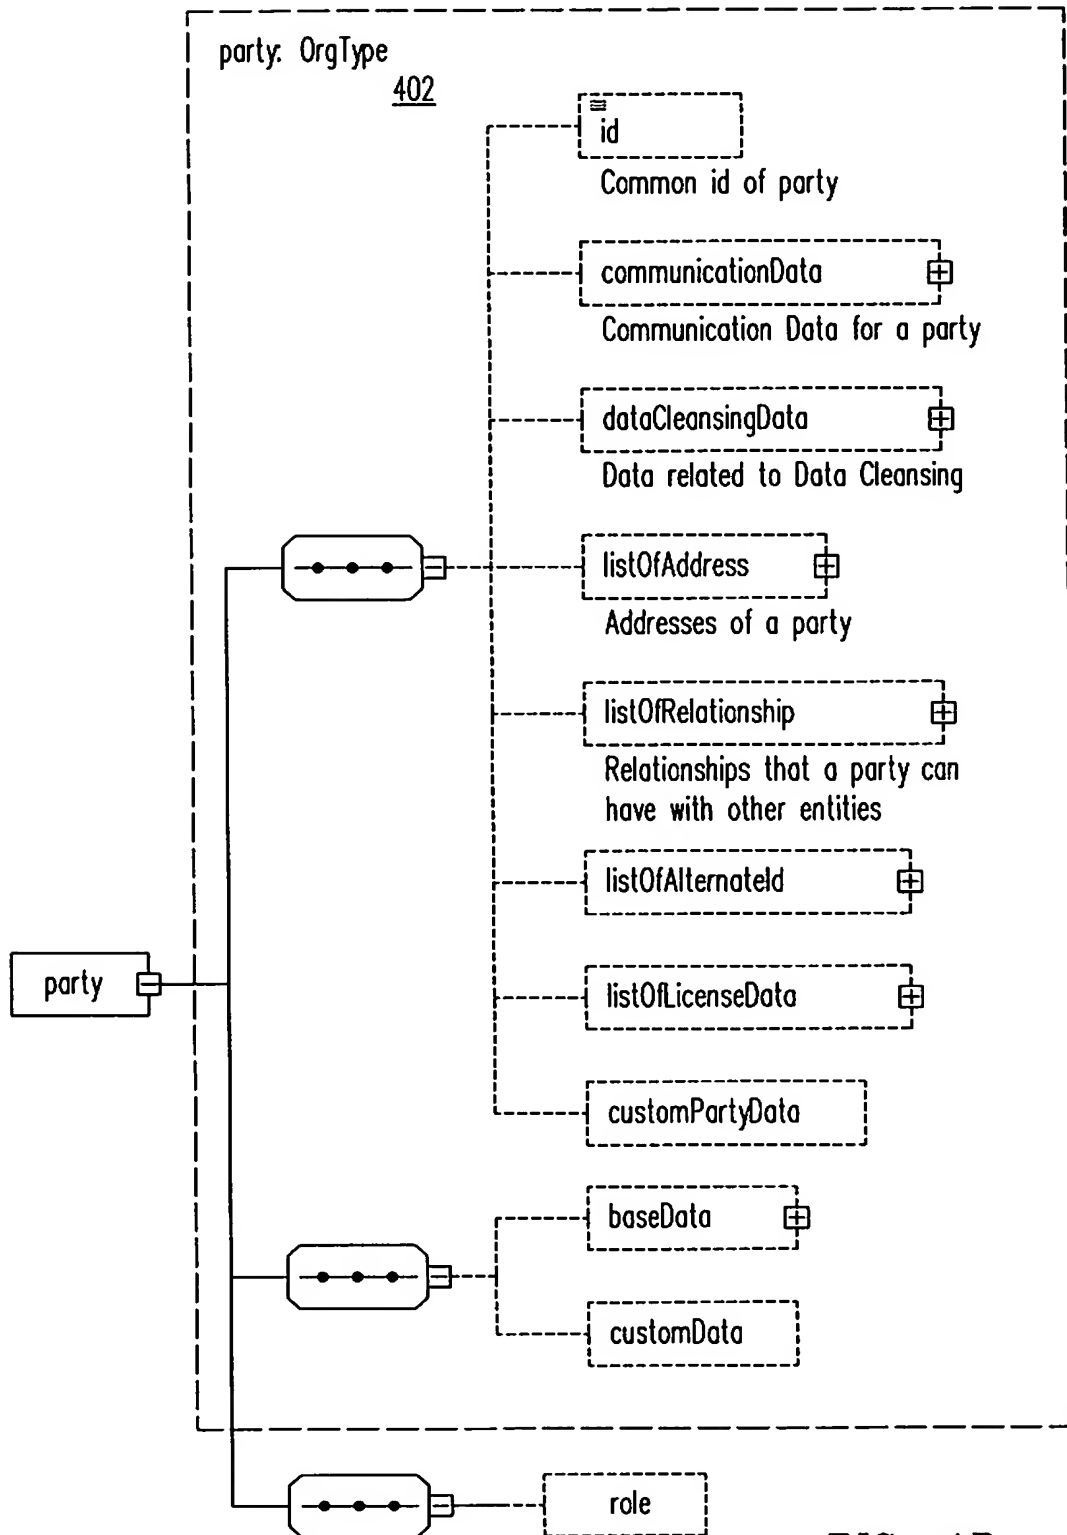 party: OrgType
402
id
Common id of party
communicationData
Communication Data for a party
dataCleansingData
Data related to Data Cleansing
listOfAddress
Addresses of a party
listOfRelationship
Relationships that a party can
have with other entities
listOfAlternateId
listOfLicenseData
party
customPartyData
baseData
customData
role